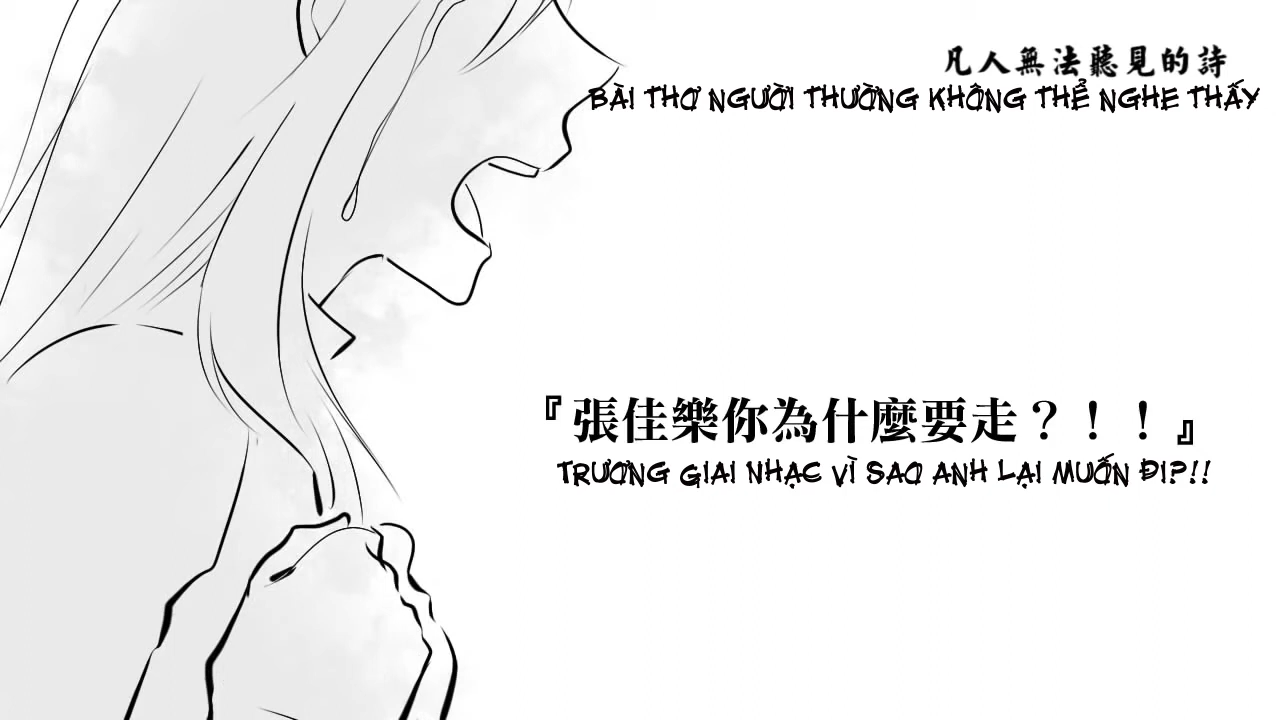 凡人無法聽見的詩
BÀI THƠ NGƯỜI THƯỜNG KHÔNG THỂ NGHE THẤY
『張佳樂你為什麼要走？！！』
TRƯƠNG GIAI NHẠC VÌ SAO ANH LẠI MUỐN ĐI?!!